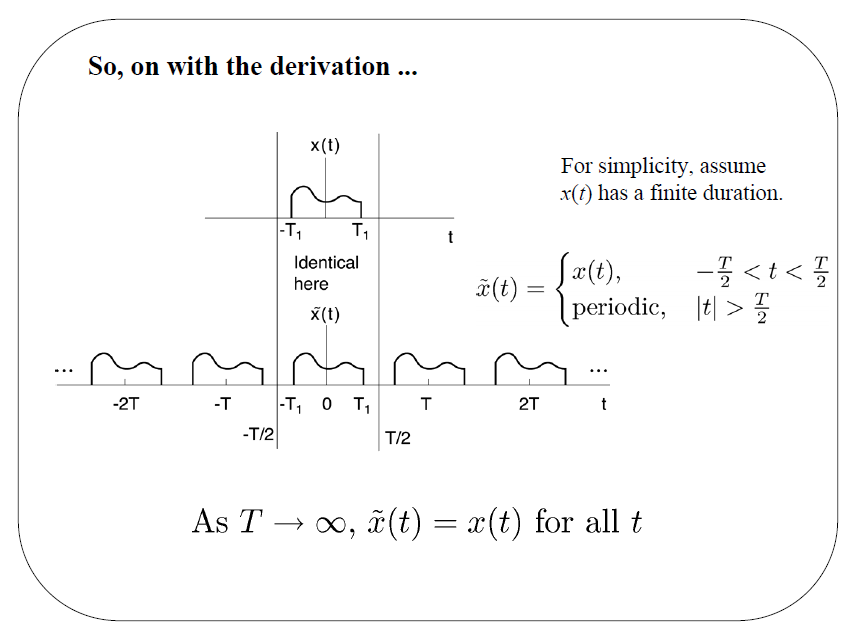 So, on with the derivation ...
x(t)
For simplicity, assume
x(t) has a finite duration.
-T₁ T₁ t
Identical
here
x̃(t) = { x(t), −T/2 < t < T/2
periodic, |t| > T/2
x̃(t)
... ...
-2T -T -T₁ 0 T₁ T 2T t
-T/2 T/2
As T → ∞, x̃(t) = x(t) for all t